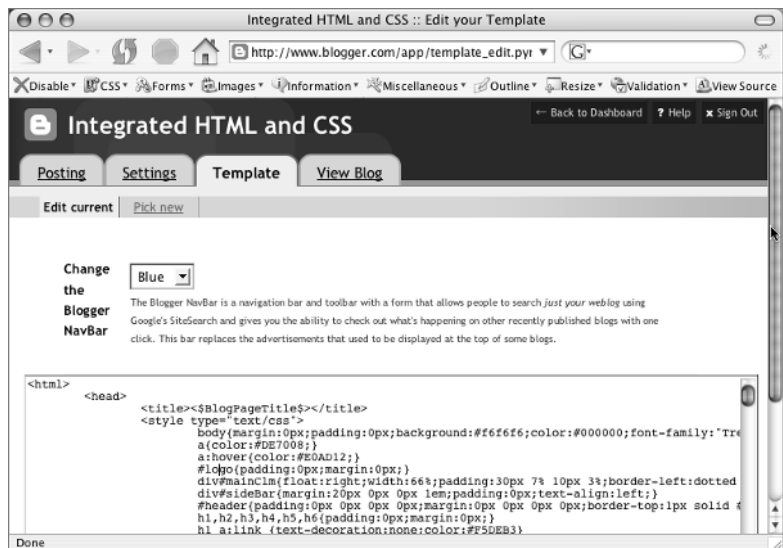 Integrated HTML and CSS :: Edit your Template
http://www.blogger.com/app/template_edit.pyr
G
Disable CSS Forms Images Information Miscellaneous Outline Resize Validation View Source
Integrated HTML and CSS
← Back to Dashboard ? Help x Sign Out
Posting Settings Template View Blog
Edit current Pick new
Change
the
Blogger
NavBar
Blue
The Blogger NavBar is a navigation bar and toolbar with a form that allows people to search just your weblog using
Google's SiteSearch and gives you the ability to check out what's happening on other recently published blogs with one
click. This bar replaces the advertisements that used to be displayed at the top of some blogs.
<html>
<head>
<title><$BlogPageTitle$></title>
<style type="text/css">
body{margin:0px;padding:0px;background:#f6f6f6;color:#000000;font-family:"Tre
a{color:#DE7008;}
a:hover{color:#E0AD12;}
#logo{padding:0px;margin:0px;}
div#mainClm{float:right;width:66%;padding:30px 7% 10px 3%;border-left:dotted
div#sideBar{margin:20px 0px 0px 1em;padding:0px;text-align:left;}
#header{padding:0px 0px 0px 0px;margin:0px 0px 0px 0px;border-top:1px solid #
h1,h2,h3,h4,h5,h6{padding:0px;margin:0px;}
h1 a:link {text-decoration:none;color:#F5DEB3}
Done